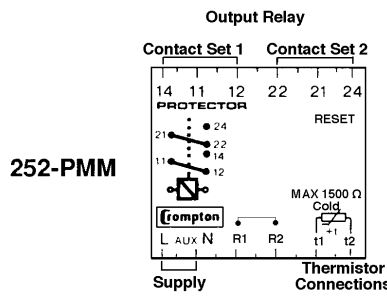 Output Relay
Contact Set 1 Contact Set 2
14 11 12 22 21 24
PROTECTOR
RESET
24
21
22
14
11
12
252-PMM
MAX 1500 Ω
Cold
+t
Crompton
L AUX N R1 R2 t1 t2
Supply
Thermistor
Connections